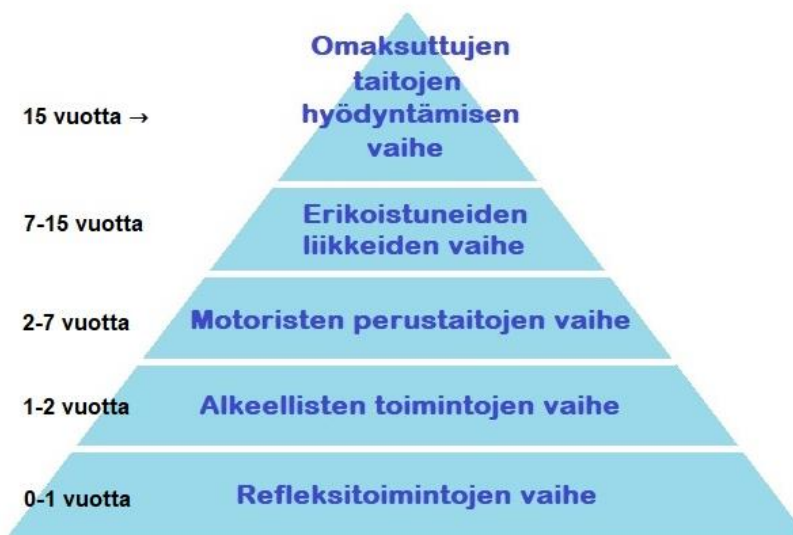 Omaksuttujen
taitojen
15 vuotta → hyödyntämisen
vaihe
7-15 vuotta Erikoistuneiden
liikkeiden vaihe
2-7 vuotta Motoristen perustaitojen vaihe
1-2 vuotta Alkeellisten toimintojen vaihe
0-1 vuotta Refleksitoimintojen vaihe